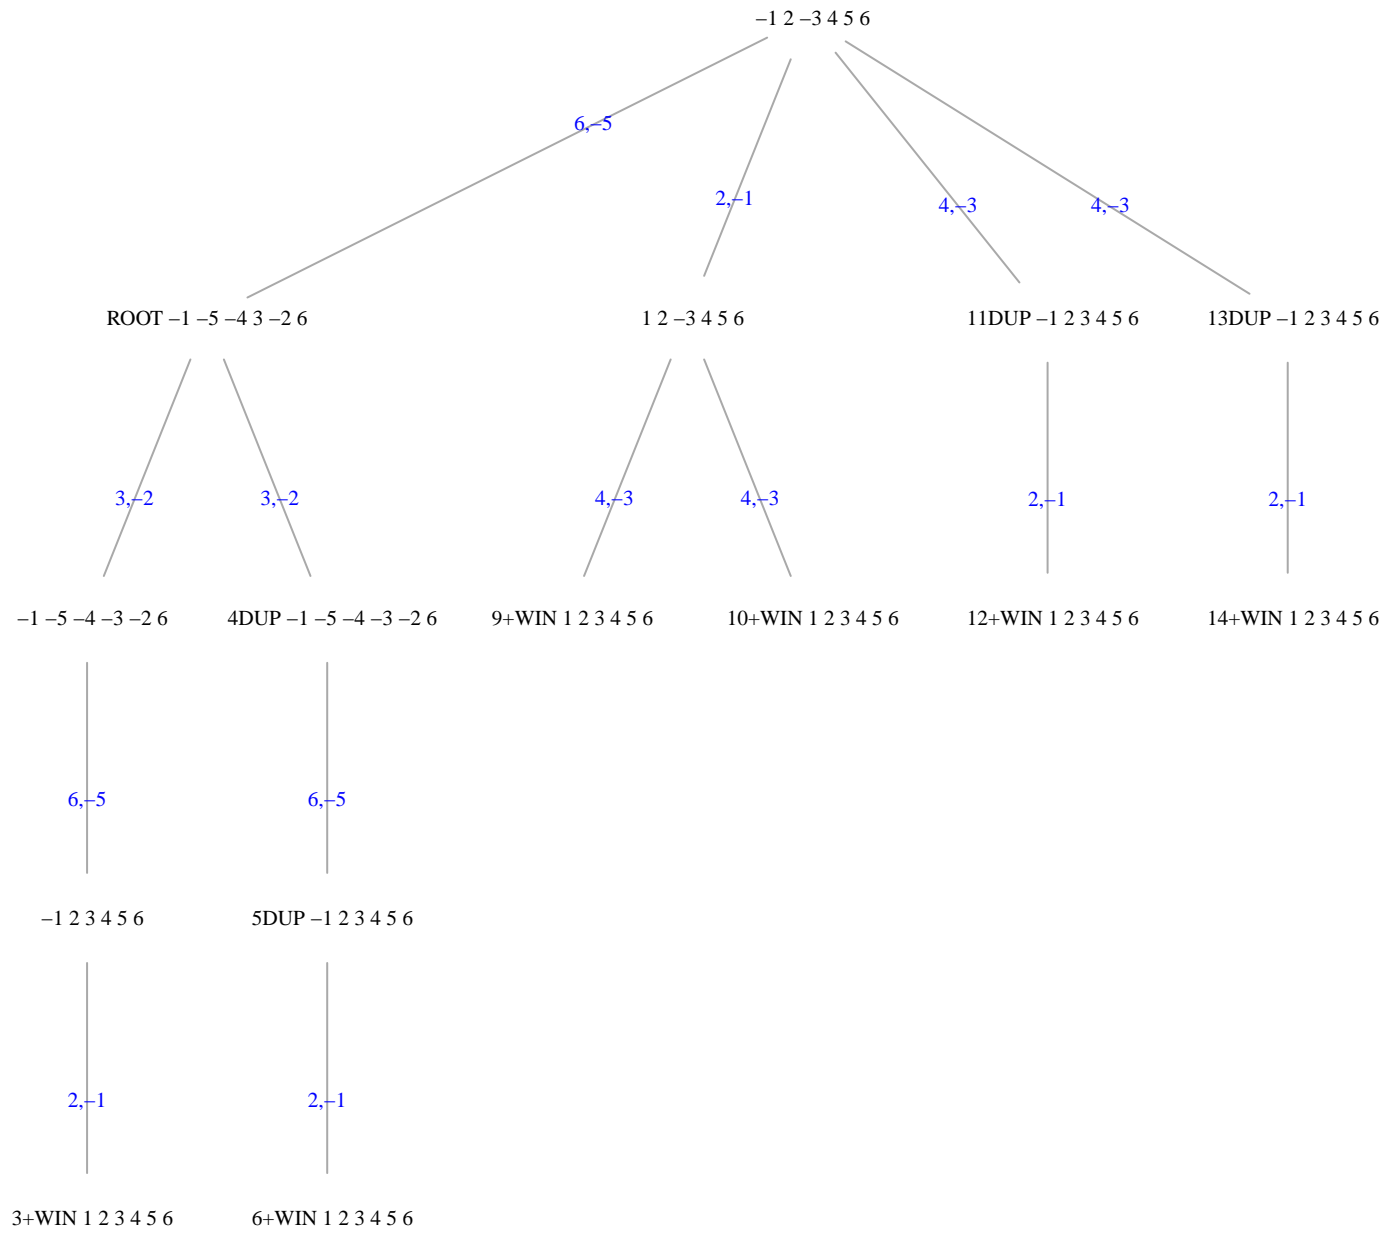 –1 2 –3 4 5 6
6,–5
2,–1
4,–3
4,–3
ROOT –1 –5 –4 3 –2 6
1 2 –3 4 5 6
11DUP –1 2 3 4 5 6
13DUP –1 2 3 4 5 6
3,–2
3,–2
4,–3
4,–3
2,–1
2,–1
–1 –5 –4 –3 –2 6
4DUP –1 –5 –4 –3 –2 6
9+WIN 1 2 3 4 5 6
10+WIN 1 2 3 4 5 6
12+WIN 1 2 3 4 5 6
14+WIN 1 2 3 4 5 6
6,–5
6,–5
–1 2 3 4 5 6
5DUP –1 2 3 4 5 6
2,–1
2,–1
3+WIN 1 2 3 4 5 6
6+WIN 1 2 3 4 5 6